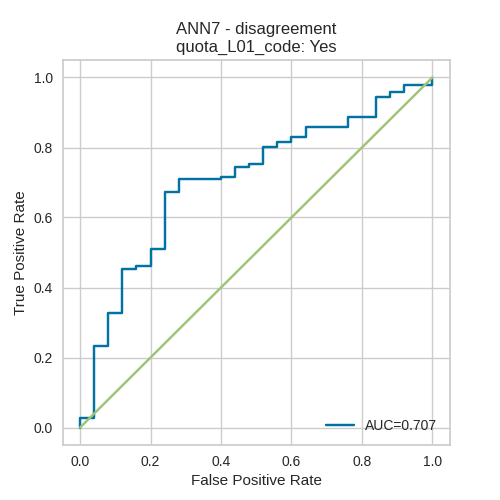 ANN7 - disagreement
quota_L01_code: Yes
1.0
0.8
0.6
0.4
0.2
0.0
True Positive Rate
AUC=0.707
0.0 0.2 0.4 0.6 0.8 1.0
False Positive Rate